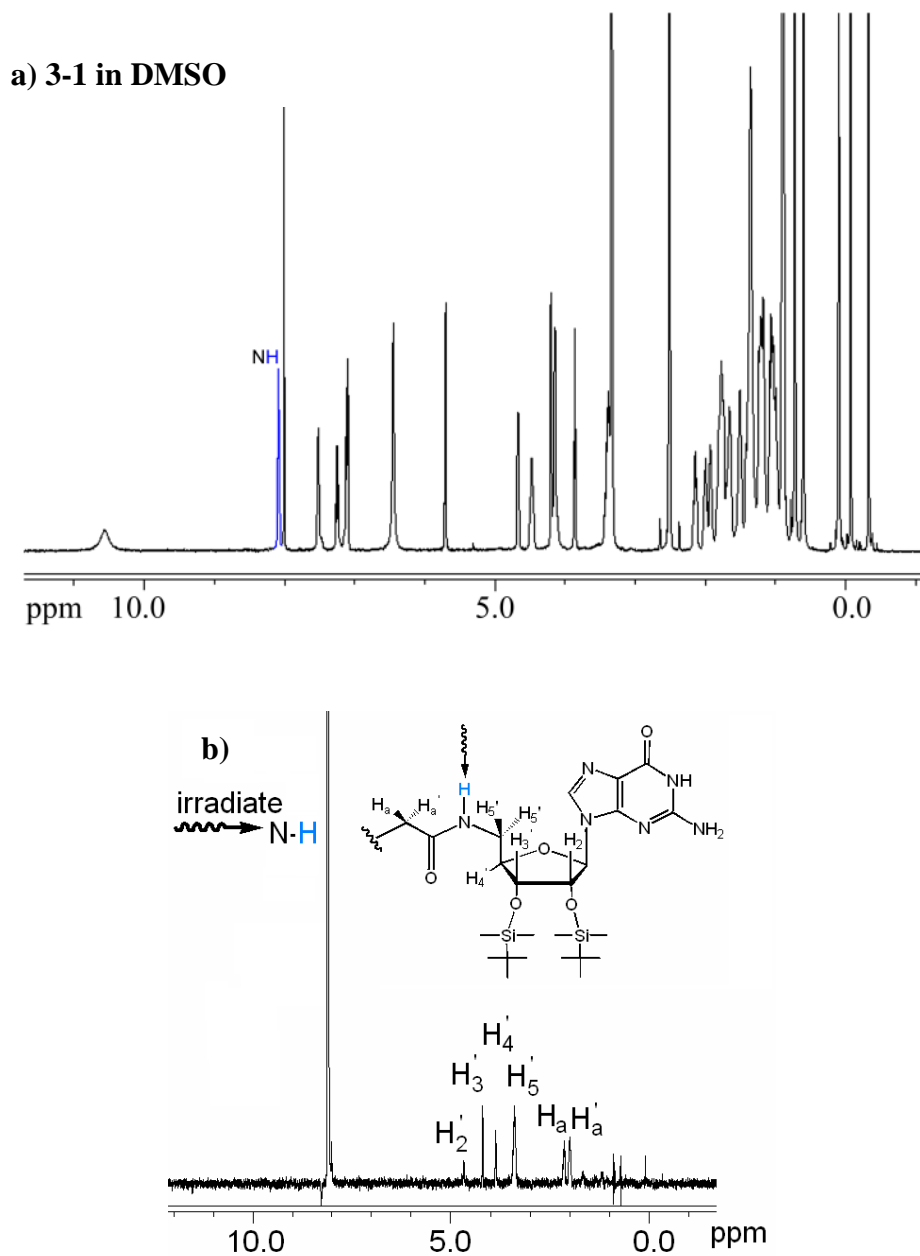 a) 3-1 in DMSO
NH
ppm 10.0 5.0 0.0
b)
irradiate
N-H
H
Ha Ha' N H5' H5'
O
H4' H3' O H2
N N O NH N NH2
O O
Si Si
H4'
H3' H5'
H2' Ha Ha'
10.0 5.0 0.0 ppm